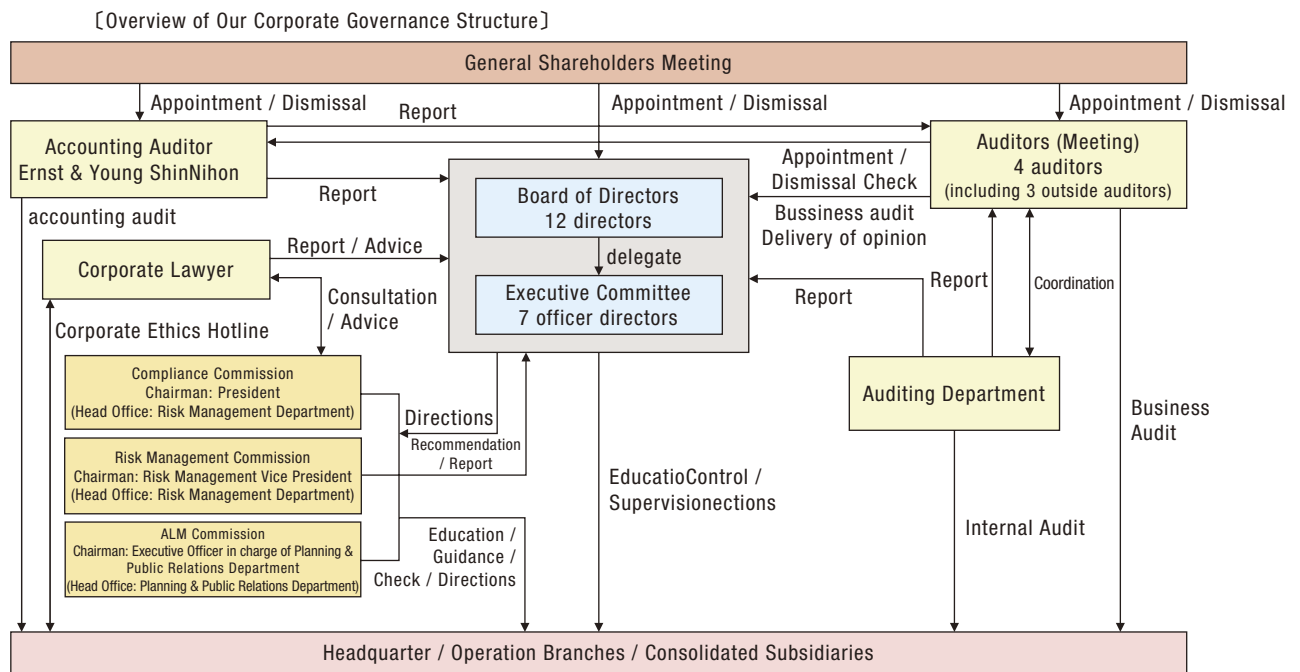 〔Overview of Our Corporate Governance Structure〕
General Shareholders Meeting
Appointment / Dismissal
Appointment / Dismissal
Appointment / Dismissal
Report
Accounting Auditor
Ernst & Young ShinNihon
Auditors (Meeting)
4 auditors
(including 3 outside auditors)
Appointment /
Dismissal Check
Report
Board of Directors
12 directors
Bussiness audit
Delivery of opinion
accounting audit
Report / Advice
delegate
Corporate Lawyer
Executive Committee
7 officer directors
Consultation
/ Advice
Report
Report
Coordination
Corporate Ethics Hotline
Compliance Commission
Chairman: President
(Head Office: Risk Management Department)
Auditing Department
Directions
Business
Audit
Recommendation
/ Report
Risk Management Commission
Chairman: Risk Management Vice President
(Head Office: Risk Management Department)
EducatioControl /
Supervisionections
ALM Commission
Chairman: Executive Officer in charge of Planning &
Public Relations Department
(Head Office: Planning & Public Relations Department)
Education /
Guidance /
Check / Directions
Internal Audit
Headquarter / Operation Branches / Consolidated Subsidiaries